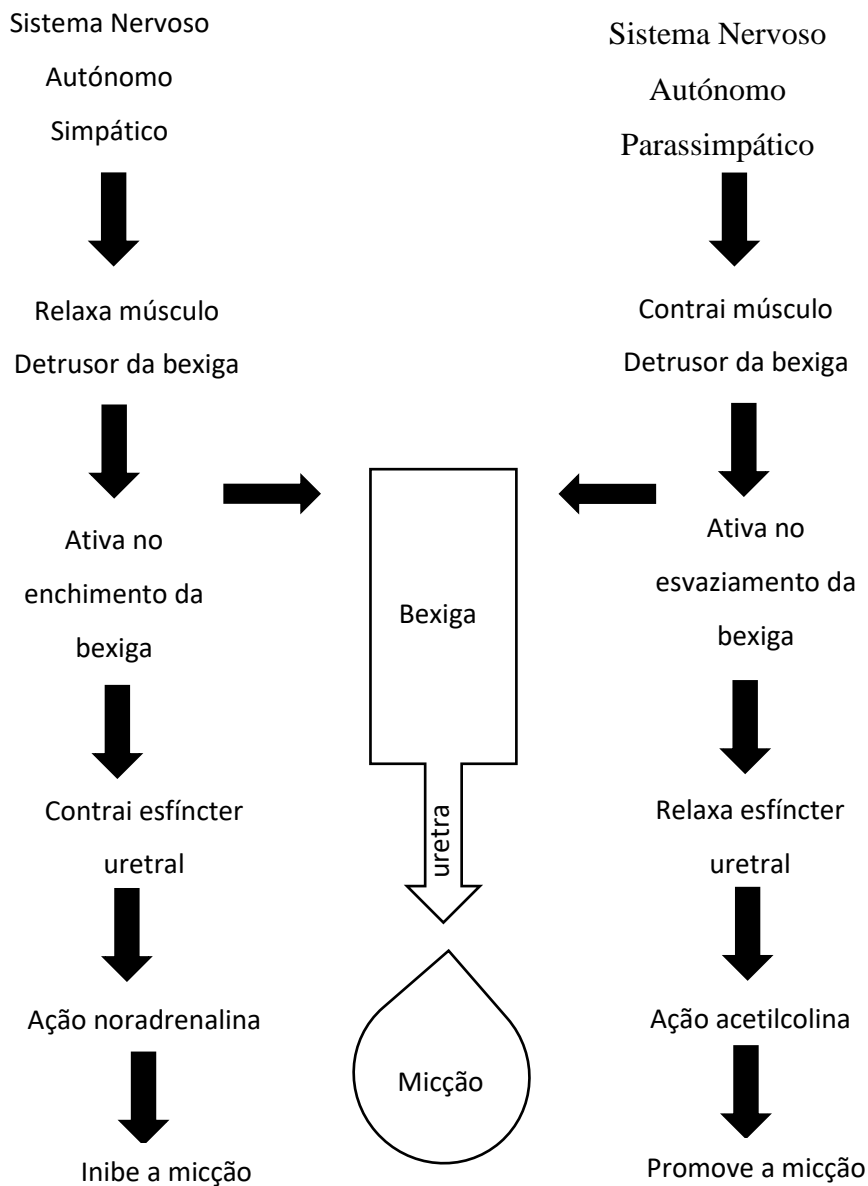 Sistema Nervoso
Autónomo
Simpático
Relaxa músculo
Detrusor da bexiga
Ativa no
enchimento da
bexiga
Contrai esfíncter
uretral
Ação noradrenalina
Inibe a micção
Bexiga
uretra
Micção
Sistema Nervoso
Autónomo
Parassimpático
Contrai músculo
Detrusor da bexiga
Ativa no
esvaziamento da
bexiga
Relaxa esfíncter
uretral
Ação acetilcolina
Promove a micção